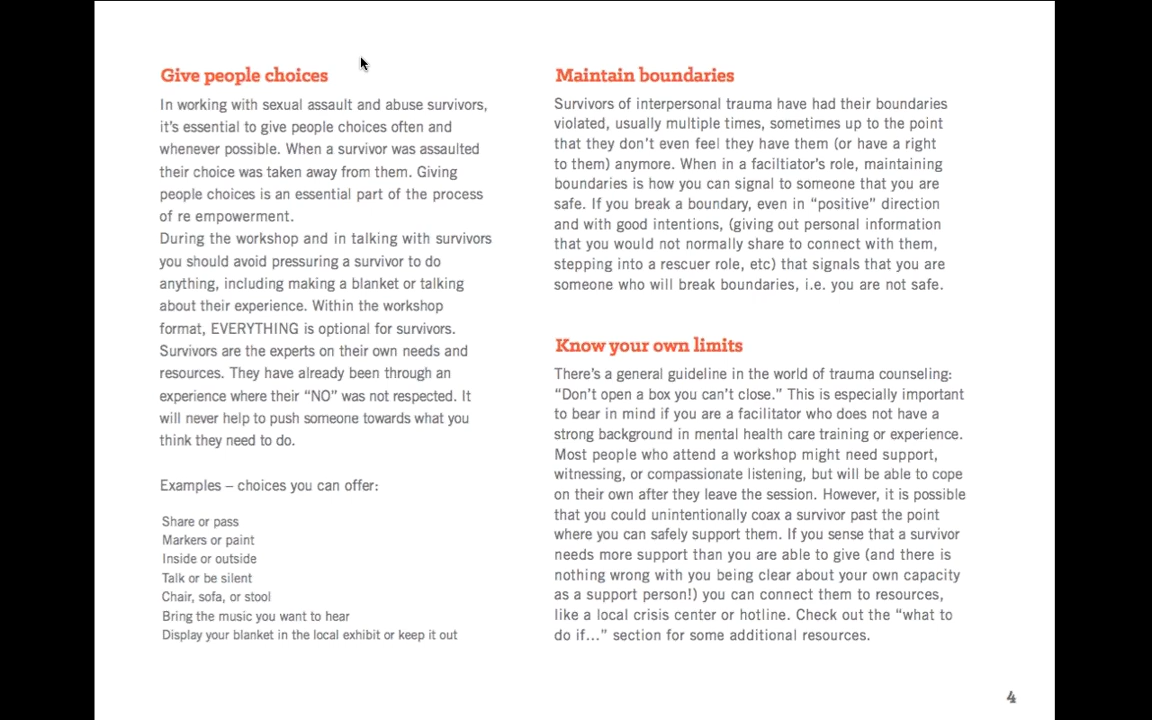 Give people choices
In working with sexual assault and abuse survivors,
it's essential to give people choices often and
whenever possible. When a survivor was assaulted
their choice was taken away from them. Giving
people choices is an essential part of the process
of re empowerment.
During the workshop and in talking with survivors
you should avoid pressuring a survivor to do
anything, including making a blanket or talking
about their experience. Within the workshop
format, EVERYTHING is optional for survivors.
Survivors are the experts on their own needs and
resources. They have already been through an
experience where their “NO” was not respected. It
will never help to push someone towards what you
think they need to do.
Examples – choices you can offer:
Share or pass
Markers or paint
Inside or outside
Talk or be silent
Chair, sofa, or stool
Bring the music you want to hear
Display your blanket in the local exhibit or keep it out
Maintain boundaries
Survivors of interpersonal trauma have had their boundaries
violated, usually multiple times, sometimes up to the point
that they don't even feel they have them (or have a right
to them) anymore. When in a faciltiator's role, maintaining
boundaries is how you can signal to someone that you are
safe. If you break a boundary, even in “positive” direction
and with good intentions, (giving out personal information
that you would not normally share to connect with them,
stepping into a rescuer role, etc) that signals that you are
someone who will break boundaries, i.e. you are not safe.
Know your own limits
There's a general guideline in the world of trauma counseling:
“Don't open a box you can't close.” This is especially important
to bear in mind if you are a facilitator who does not have a
strong background in mental health care training or experience.
Most people who attend a workshop might need support,
witnessing, or compassionate listening, but will be able to cope
on their own after they leave the session. However, it is possible
that you could unintentionally coax a survivor past the point
where you can safely support them. If you sense that a survivor
needs more support than you are able to give (and there is
nothing wrong with you being clear about your own capacity
as a support person!) you can connect them to resources,
like a local crisis center or hotline. Check out the “what to
do if...” section for some additional resources.
4